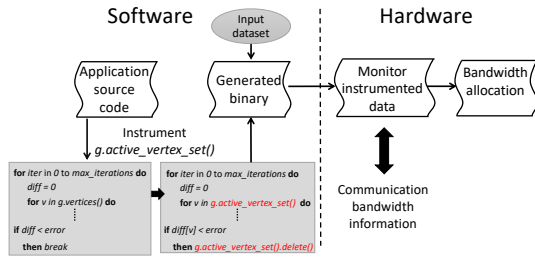 Software
Hardware
Input
dataset
Application
source
code
Generated
binary
Monitor
instrumented
data
Bandwidth
allocation
Instrument
g.active_vertex_set()
for iter in 0 to max_iterations do
diff = 0
for v in g.vertices() do
if diff < error
then break
for iter in 0 to max_iterations do
diff = 0
for v in g.active_vertex_set() do
if diff[v] < error
then g.active_vertex_set().delete()
Communication
bandwidth
information